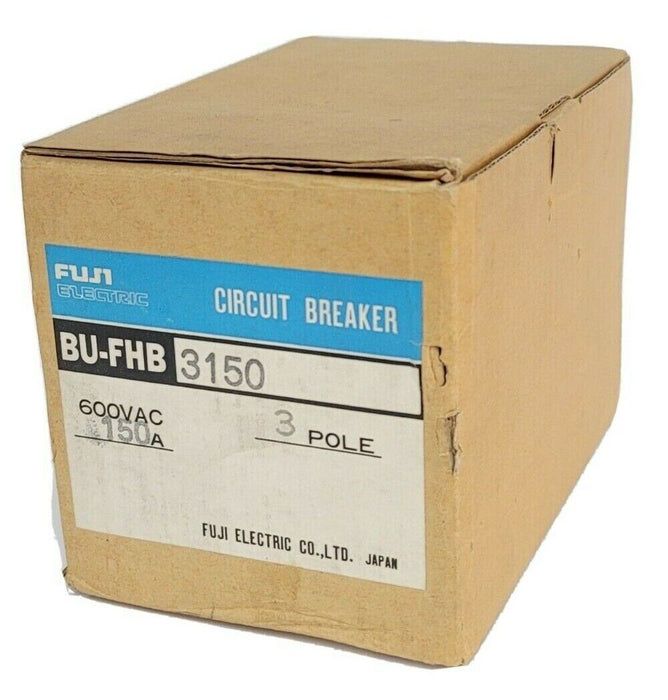 FUJI
ELECTRIC
CIRCUIT BREAKER
BU-FHB 3150
600VAC
150A
3 POLE
FUJI ELECTRIC CO.,LTD. JAPAN